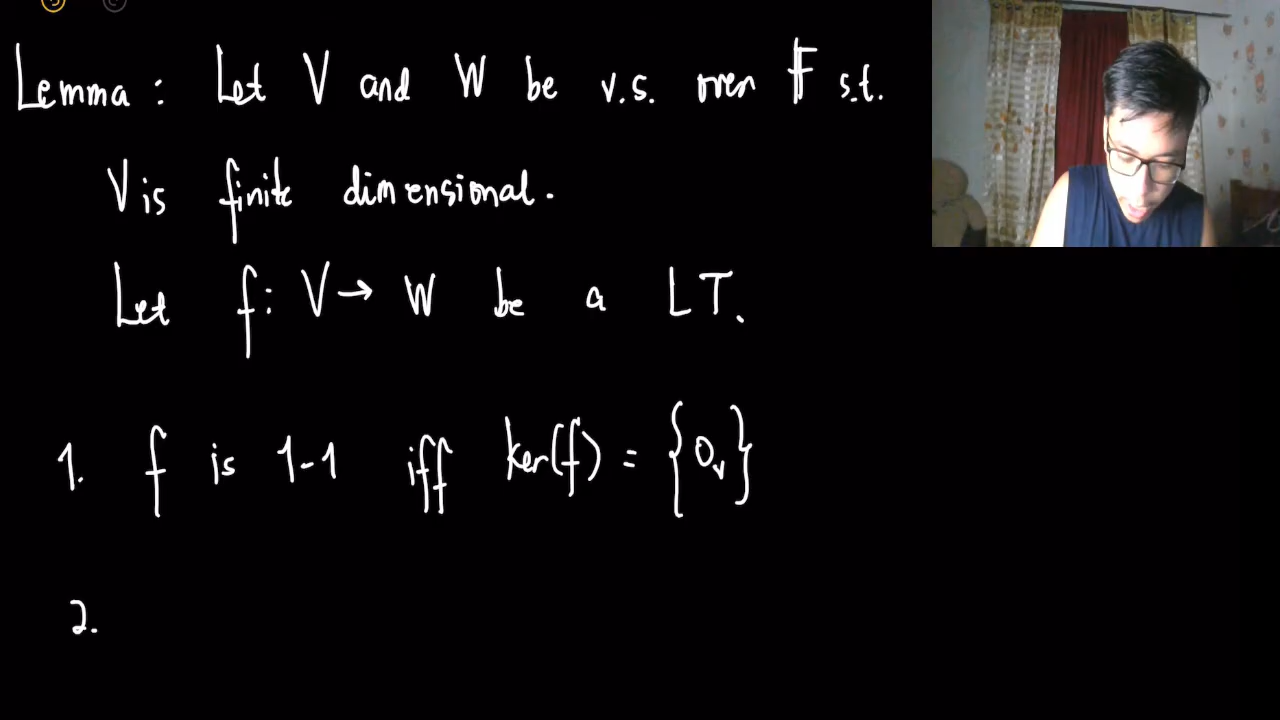 Lemma: Let V and W be v.s. over F s.t.
V is finite dimensional.
Let f: V → W be a LT.
1. f is 1-1 iff ker(f) = {0_V}
2.